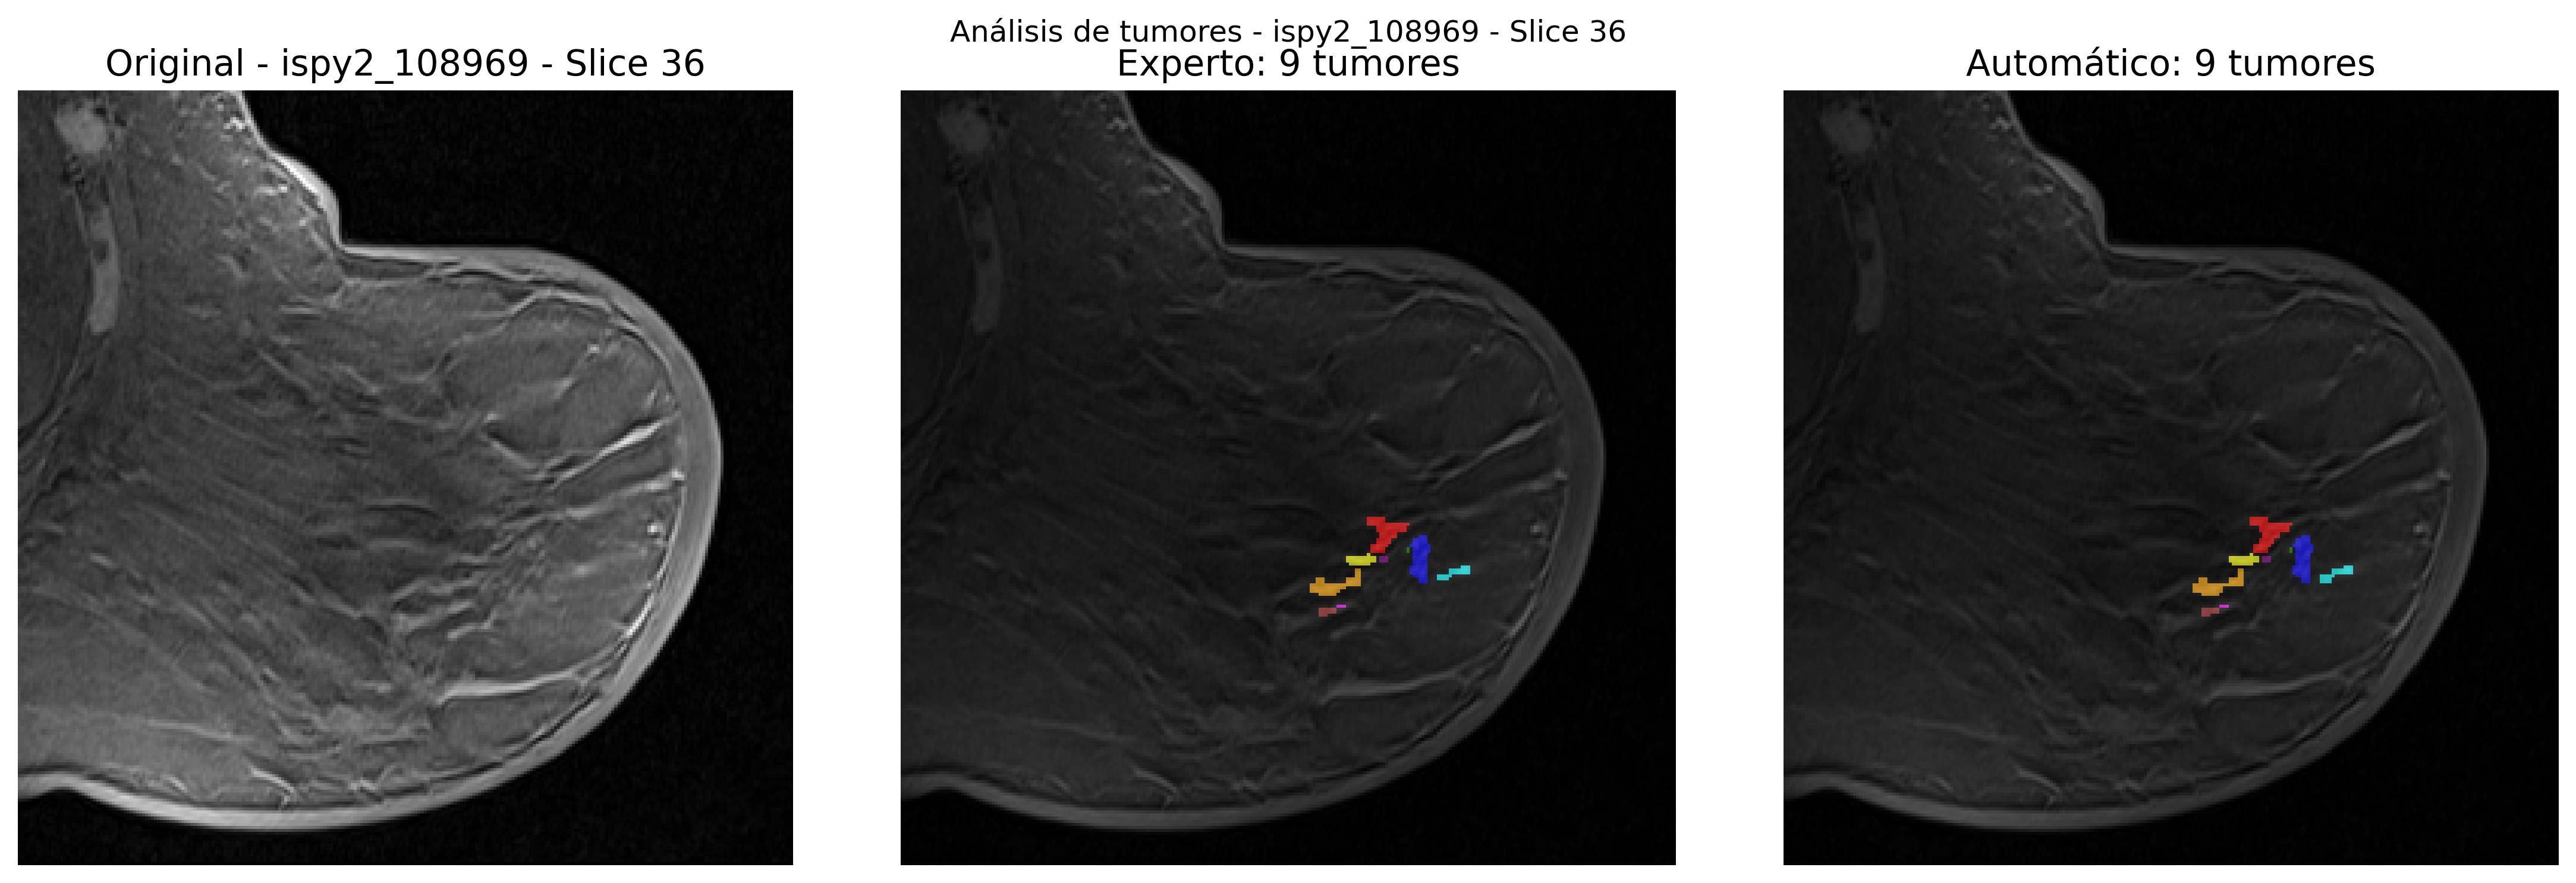 Análisis de tumores - ispy2_108969 - Slice 36
Original - ispy2_108969 - Slice 36
Experto: 9 tumores
Automático: 9 tumores